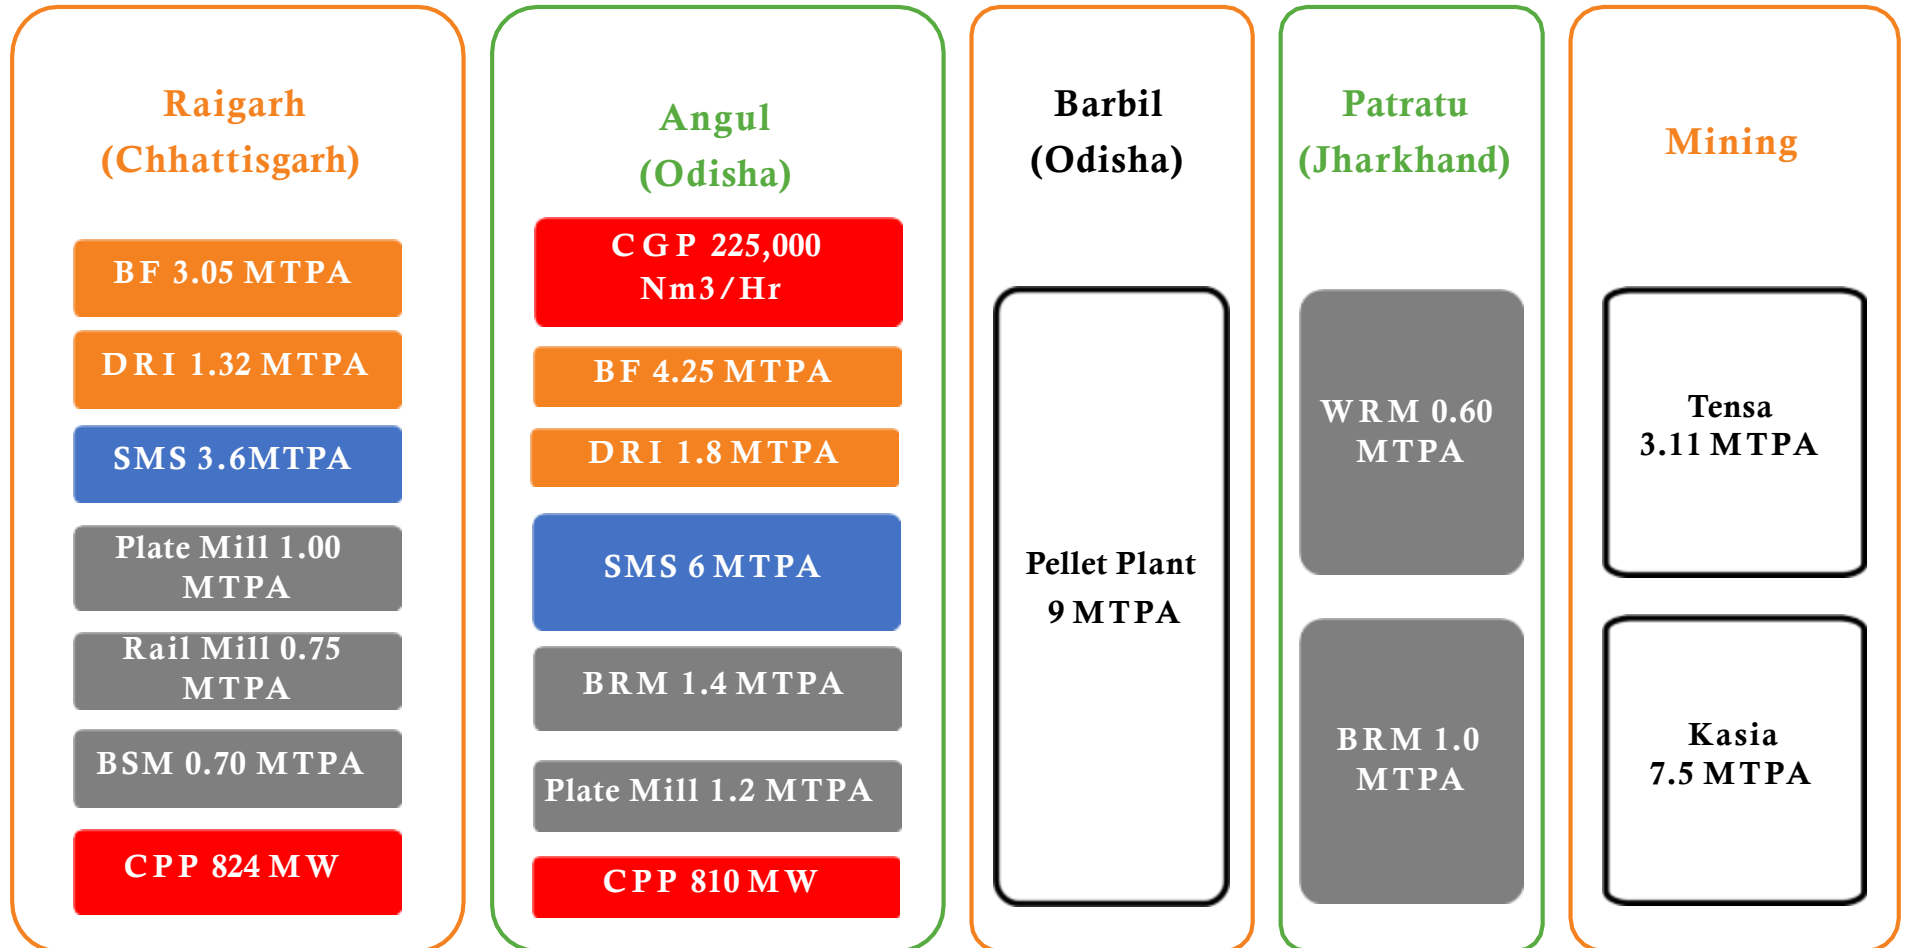 Raigarh
(Chhattisgarh)
BF 3.05 MTPA
DRI 1.32 MTPA
SMS 3.6MTPA
Plate Mill 1.00
MTPA
Rail Mill 0.75
MTPA
BSM 0.70 MTPA
CPP 824 MW
Angul
(Odisha)
CGP 225,000
Nm3/Hr
BF 4.25 MTPA
DRI 1.8 MTPA
SMS 6 MTPA
BRM 1.4 MTPA
Plate Mill 1.2 MTPA
CPP 810 MW
Barbil
(Odisha)
Pellet Plant
9 MTPA
Patratu
(Jharkhand)
WRM 0.60
MTPA
BRM 1.0
MTPA
Mining
Tensa
3.11 MTPA
Kasia
7.5 MTPA